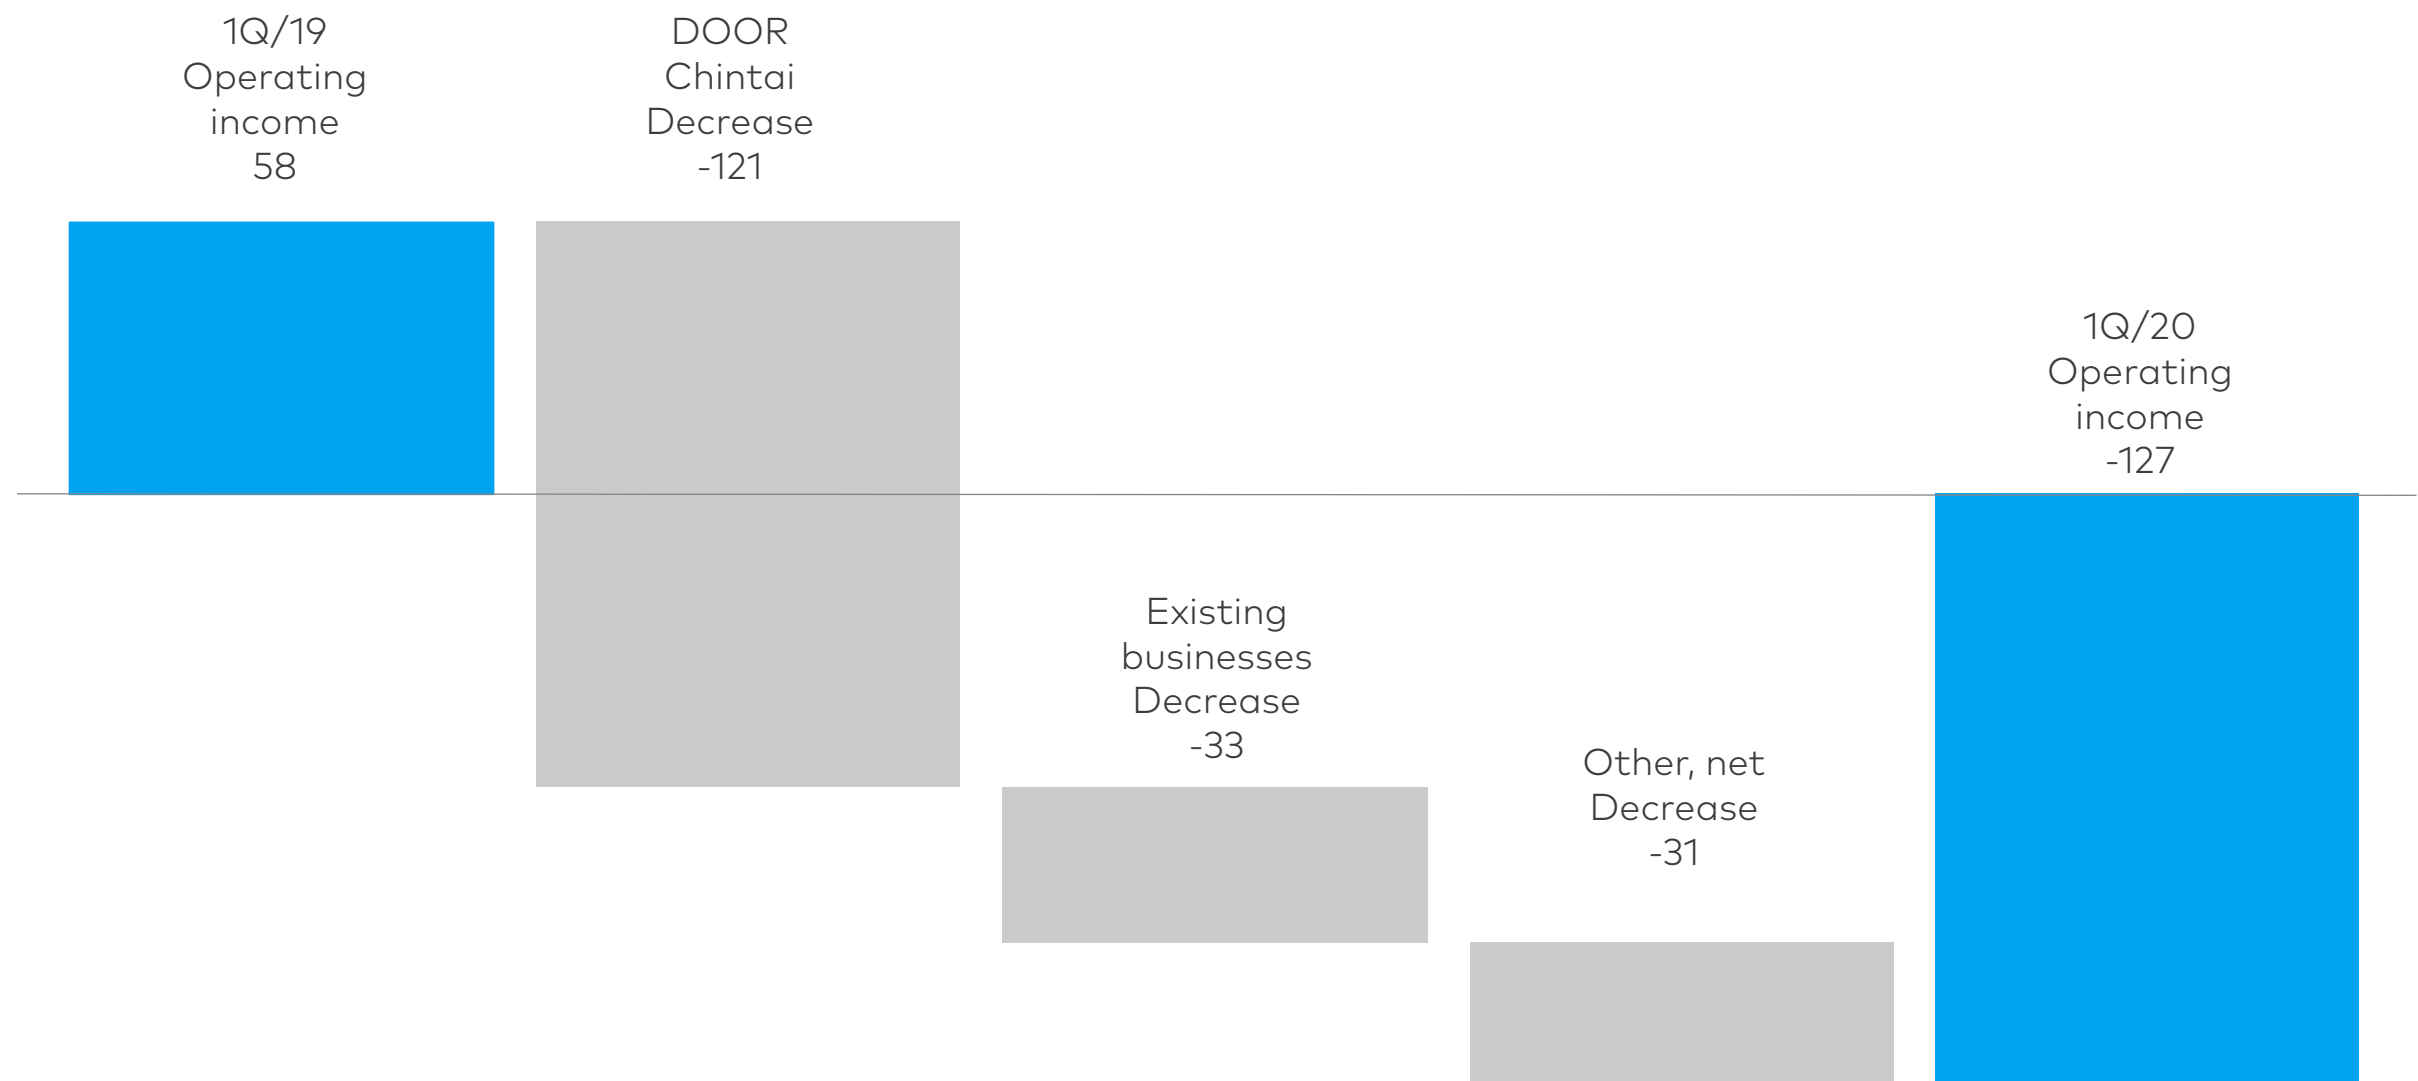 1Q/19
Operating
income
58
DOOR
Chintai
Decrease
-121
Existing
businesses
Decrease
-33
Other, net
Decrease
-31
1Q/20
Operating
income
-127